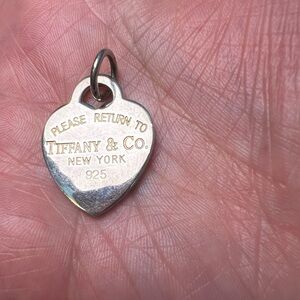 PLEASE RETURN TO
TIFFANY & CO.
NEW YORK
925